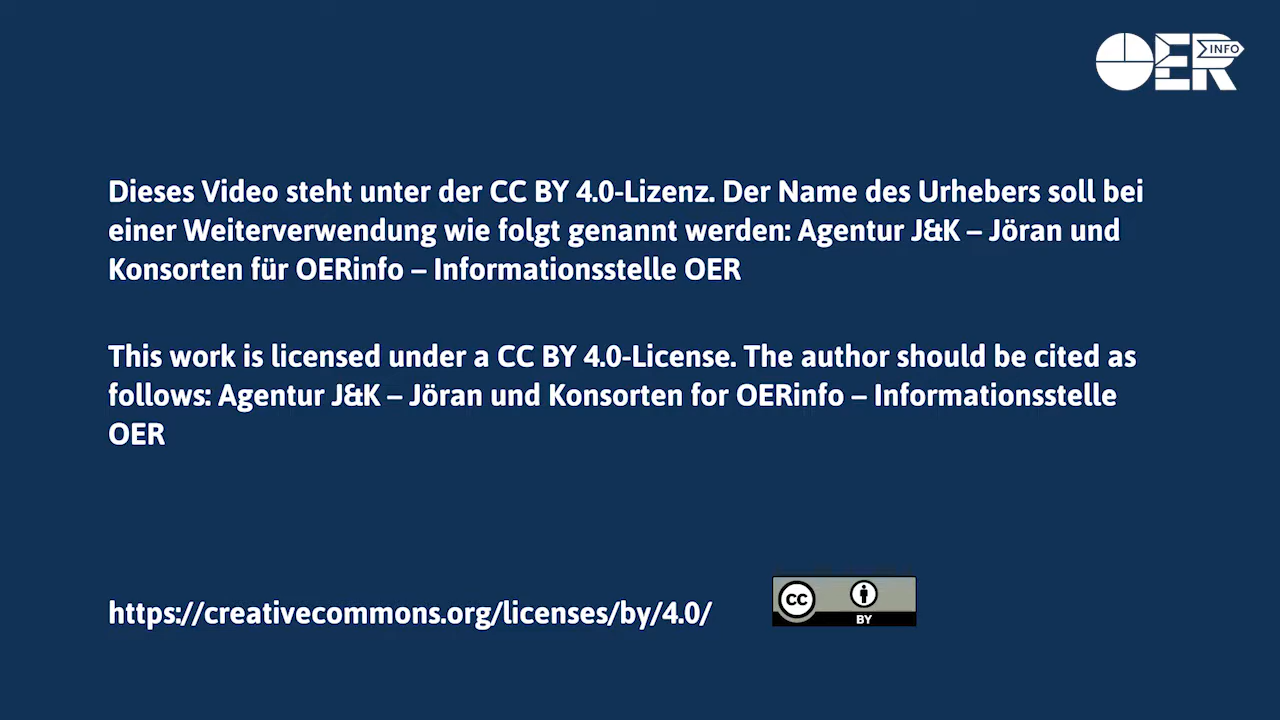 OER INFO
Dieses Video steht unter der CC BY 4.0-Lizenz. Der Name des Urhebers soll bei
einer Weiterverwendung wie folgt genannt werden: Agentur J&K – Jöran und
Konsorten für OERinfo – Informationsstelle OER
This work is licensed under a CC BY 4.0-License. The author should be cited as
follows: Agentur J&K – Jöran und Konsorten for OERinfo – Informationsstelle
OER
https://creativecommons.org/licenses/by/4.0/
cc
BY